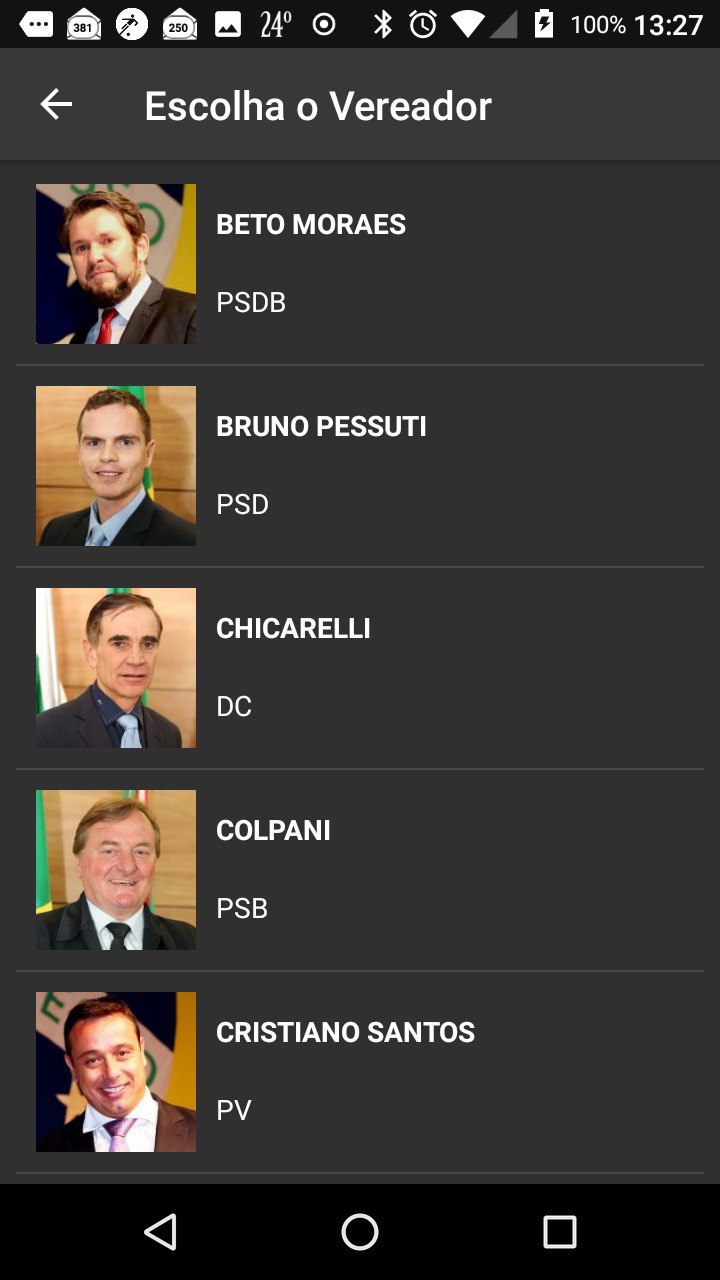 381
250
24º
100% 13:27
Escolha o Vereador
BETO MORAES
PSDB
BRUNO PESSUTI
PSD
CHICARELLI
DC
COLPANI
PSB
CRISTIANO SANTOS
PV